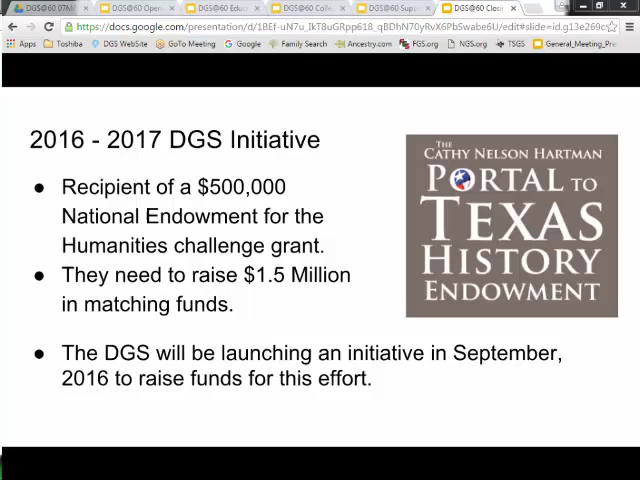 DGS@60 07M
DGS@60 Open
DGS@60 Educ
DGS@60 Colle
DGS@60 Supp
DGS@60 Close
https://docs.google.com/presentation/d/1BEf-uN7u_IkT8uGRpp618_qBDhN70yRvX6PbSwabe6U/edit#slide=id.g13e269c
Apps Toshiba DGS WebSite GoTo Meeting Google Family Search Ancestry.com FGS.org NGS.org TSGS General_Meeting_Pre
2016 - 2017 DGS Initiative
● Recipient of a $500,000
National Endowment for the
Humanities challenge grant.
● They need to raise $1.5 Million
in matching funds.
● The DGS will be launching an initiative in September,
2016 to raise funds for this effort.
THE
CATHY NELSON HARTMAN
PORTAL TO
TEXAS
HISTORY
ENDOWMENT